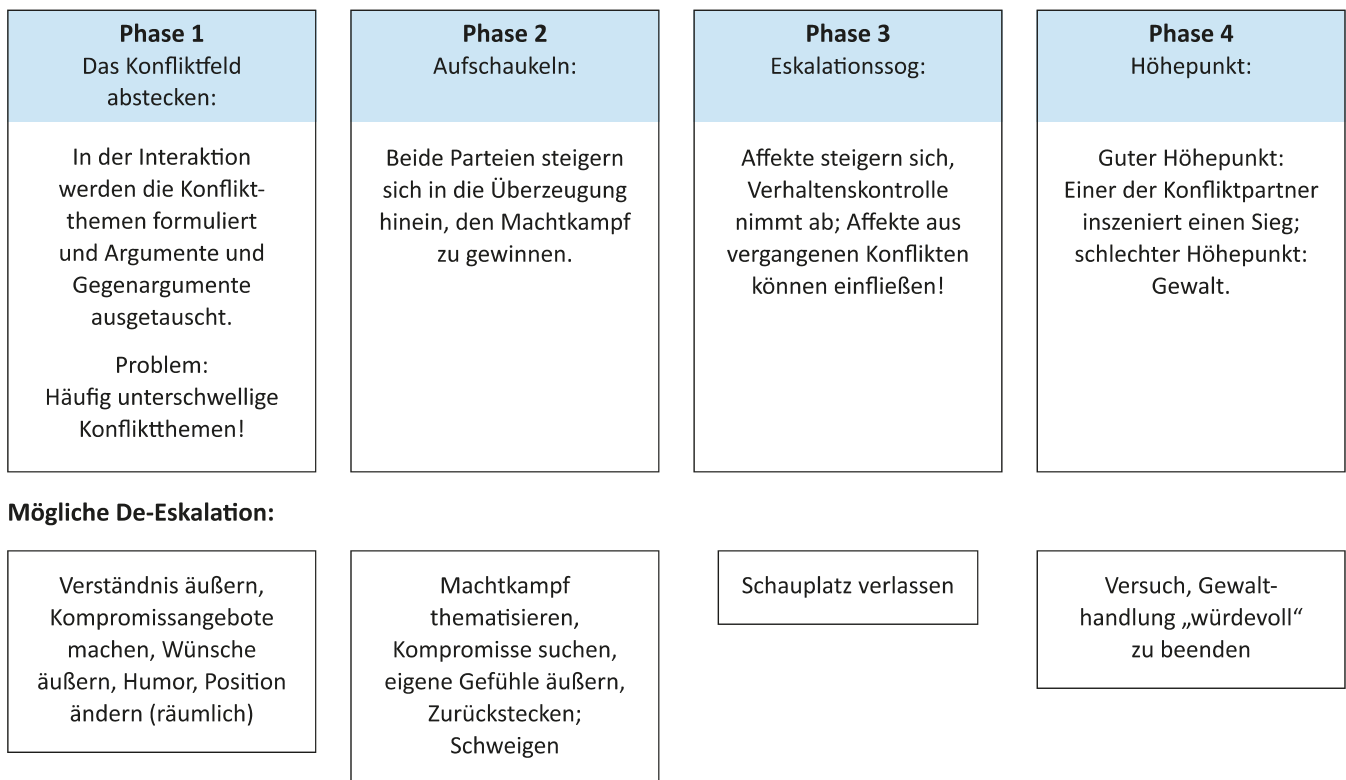 Phase 1
Das Konfliktfeld
abstecken:
In der Interaktion
werden die Konflikt-
themen formuliert
und Argumente und
Gegenargumente
ausgetauscht.
Problem:
Häufig unterschwellige
Konfliktthemen!
Phase 2
Aufschaukeln:
Beide Parteien steigern
sich in die Überzeugung
hinein, den Machtkampf
zu gewinnen.
Phase 3
Eskalationssog:
Affekte steigern sich,
Verhaltenskontrolle
nimmt ab; Affekte aus
vergangenen Konflikten
können einfließen!
Phase 4
Höhepunkt:
Guter Höhepunkt:
Einer der Konfliktpartner
inszeniert einen Sieg;
schlechter Höhepunkt:
Gewalt.
Mögliche De-Eskalation:
Verständnis äußern,
Kompromissangebote
machen, Wünsche
äußern, Humor, Position
ändern (räumlich)
Machtkampf
thematisieren,
Kompromisse suchen,
eigene Gefühle äußern,
Zurückstecken;
Schweigen
Schauplatz verlassen
Versuch, Gewalt-
handlung „würdevoll“
zu beenden